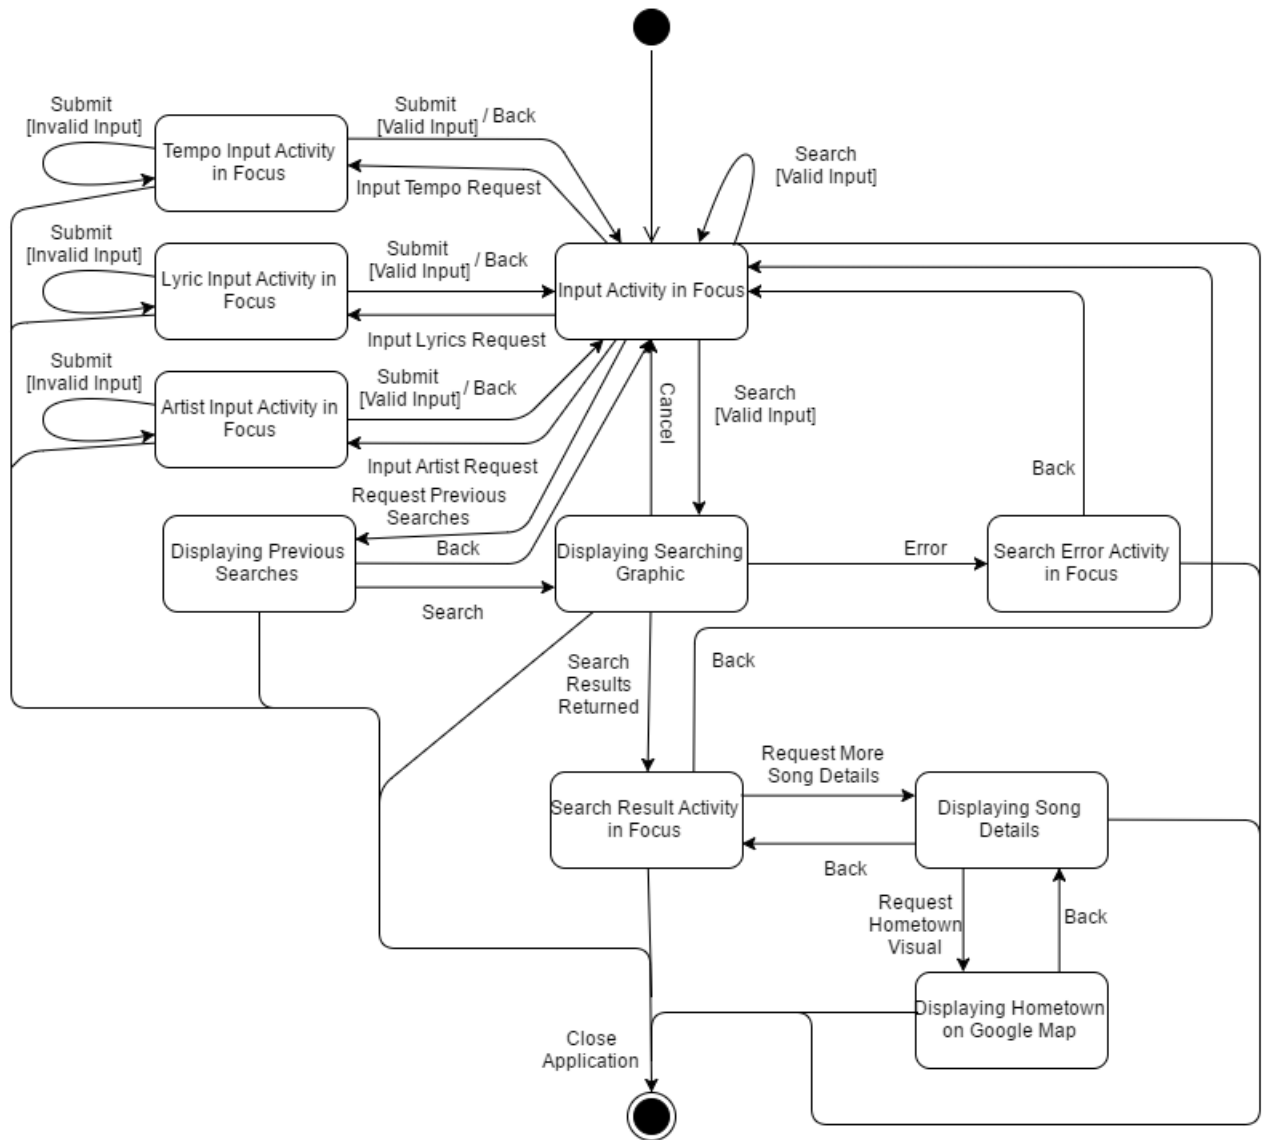 Submit
[Invalid Input]
Submit
[Valid Input] / Back
Tempo Input Activity
in Focus
Input Tempo Request
Search
[Valid Input]
Submit
[Invalid Input]
Submit
[Valid Input] / Back
Lyric Input Activity in
Focus
Input Activity in Focus
Input Lyrics Request
Submit
[Invalid Input]
Submit
[Valid Input] / Back
Artist Input Activity in
Focus
Cancel
Search
[Valid Input]
Input Artist Request
Back
Request Previous
Searches
Displaying Previous
Searches
Back
Displaying Searching
Graphic
Error
Search Error Activity
in Focus
Search
Search
Results
Returned
Back
Request More
Song Details
Search Result Activity
in Focus
Displaying Song
Details
Back
Request
Hometown
Visual
Back
Displaying Hometown
on Google Map
Close
Application